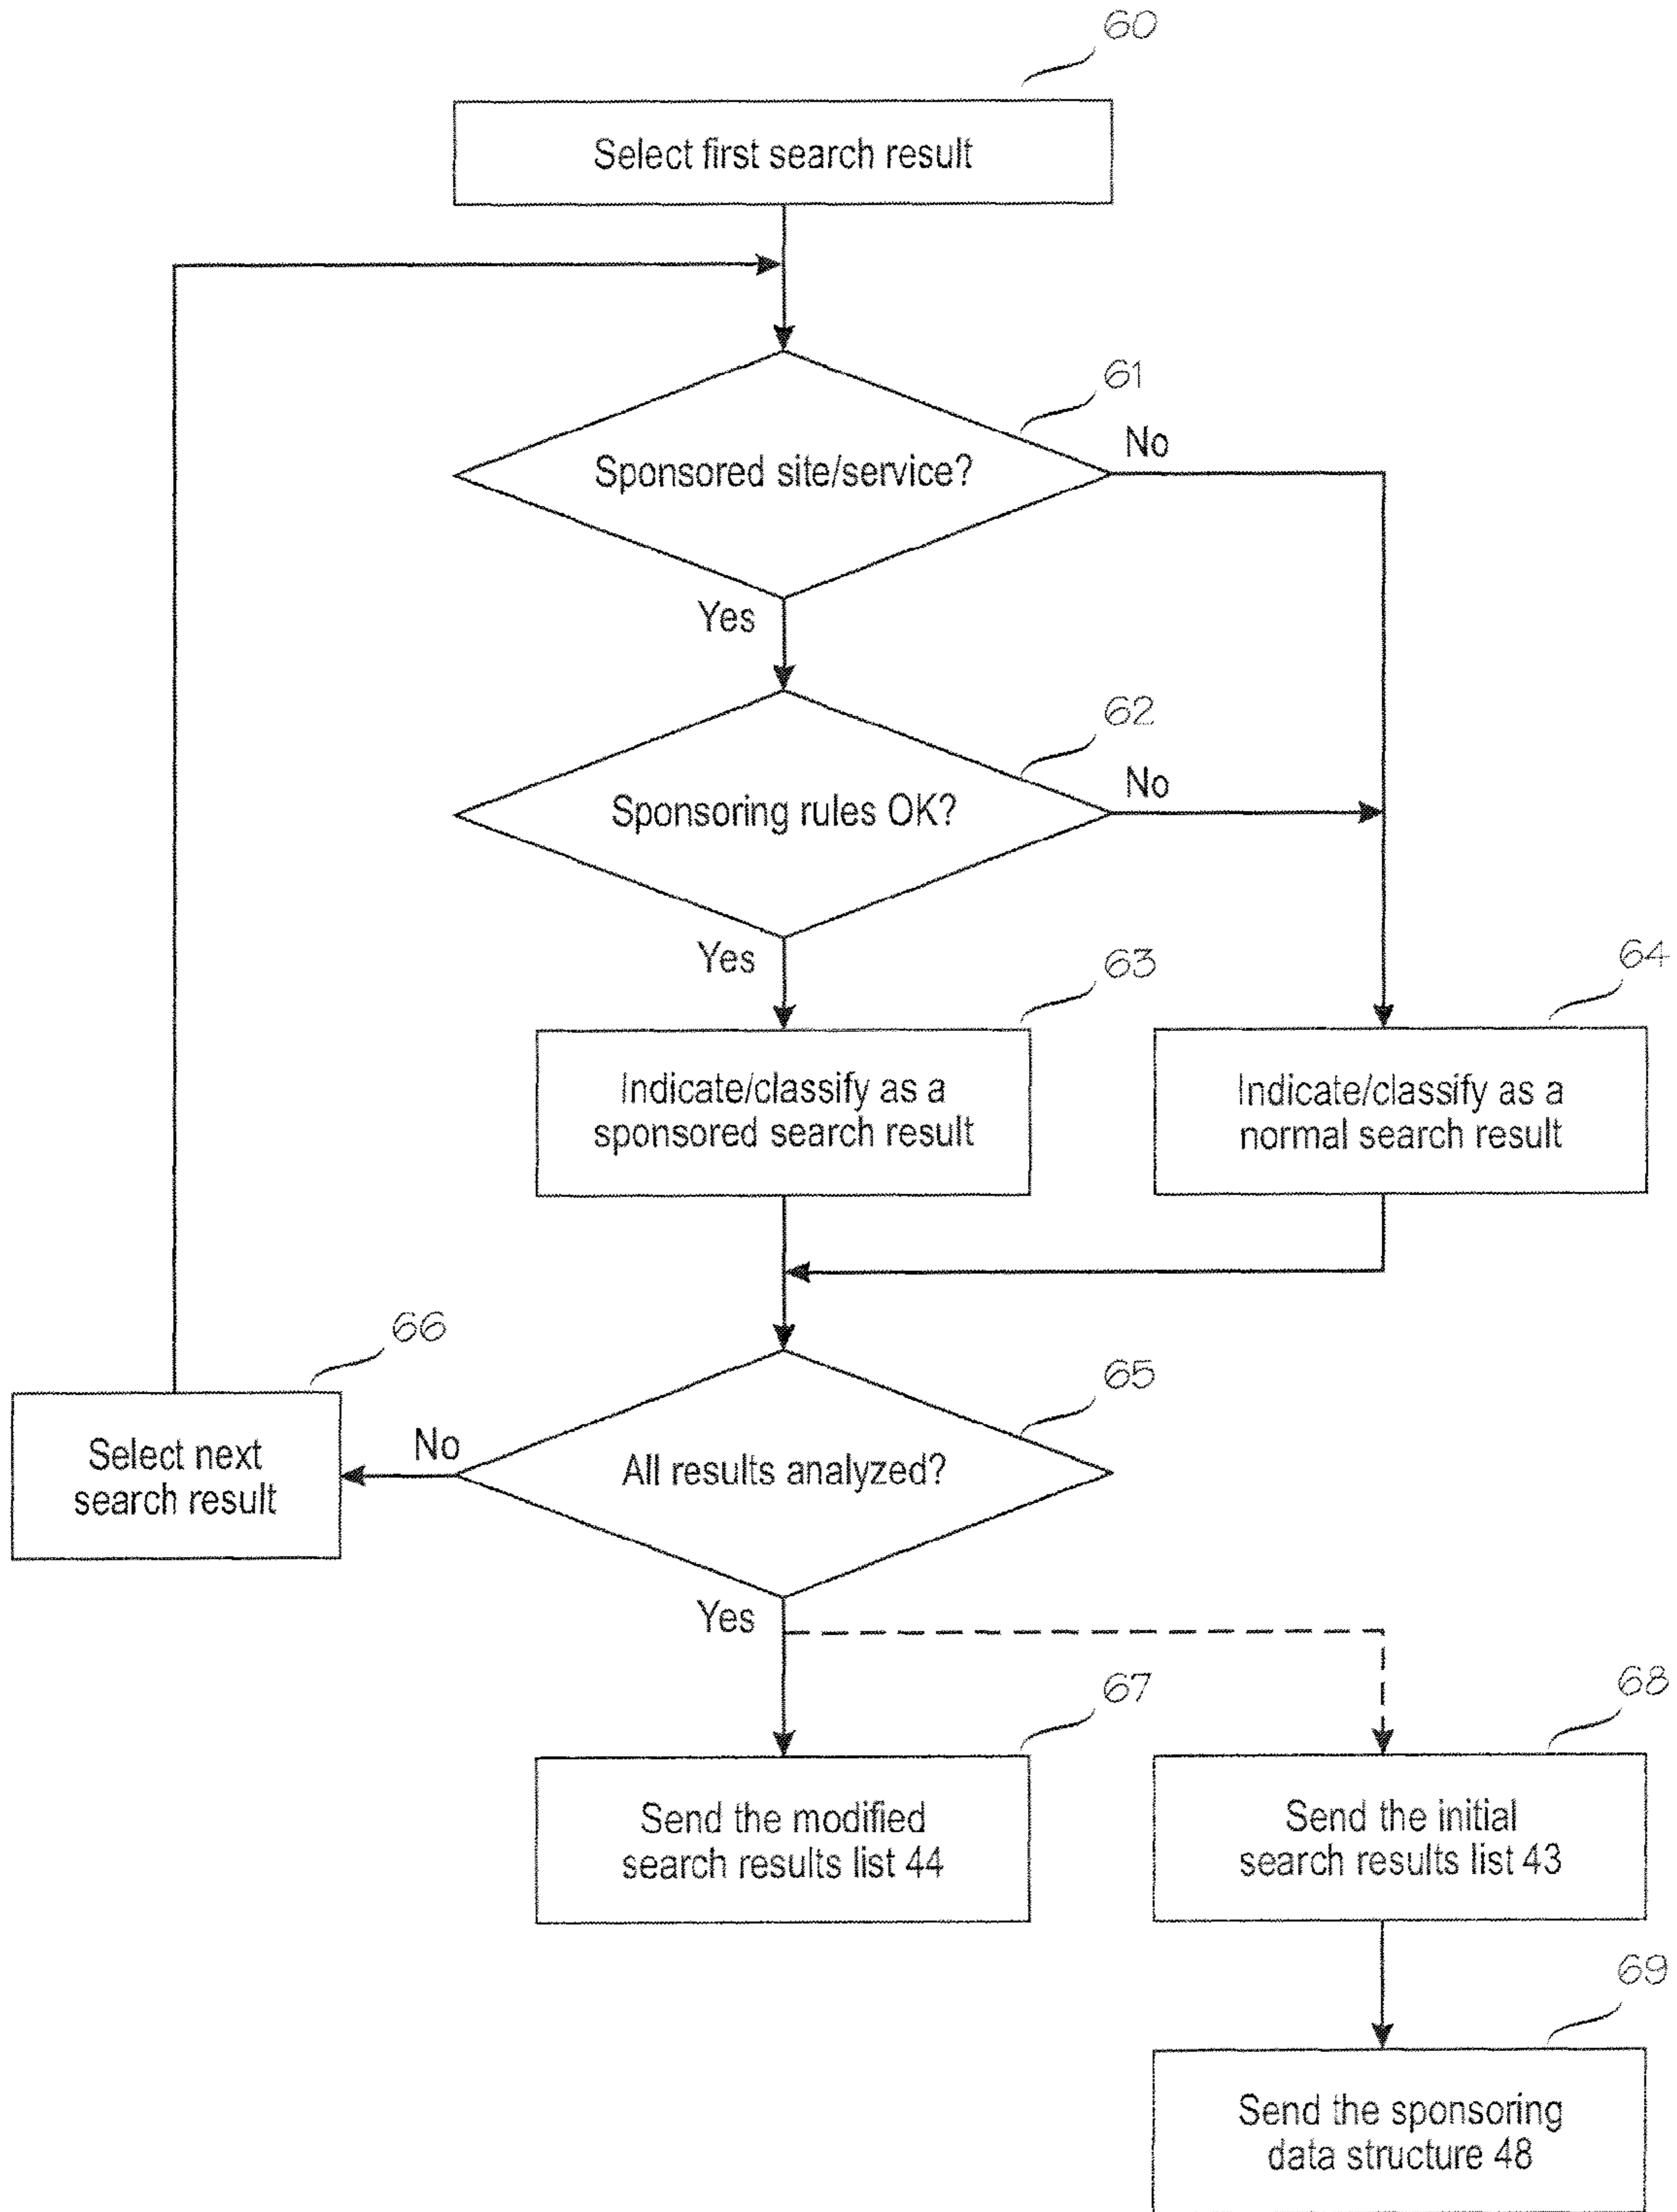 60
Select first search result
61
No
Sponsored site/service?
Yes
62
No
Sponsoring rules OK?
Yes
63
64
Indicate/classify as a
sponsored search result
Indicate/classify as a
normal search result
66
65
Select next
search result
No
All results analyzed?
Yes
67
68
Send the modified
search results list 44
Send the initial
search results list 43
69
Send the sponsoring
data structure 48